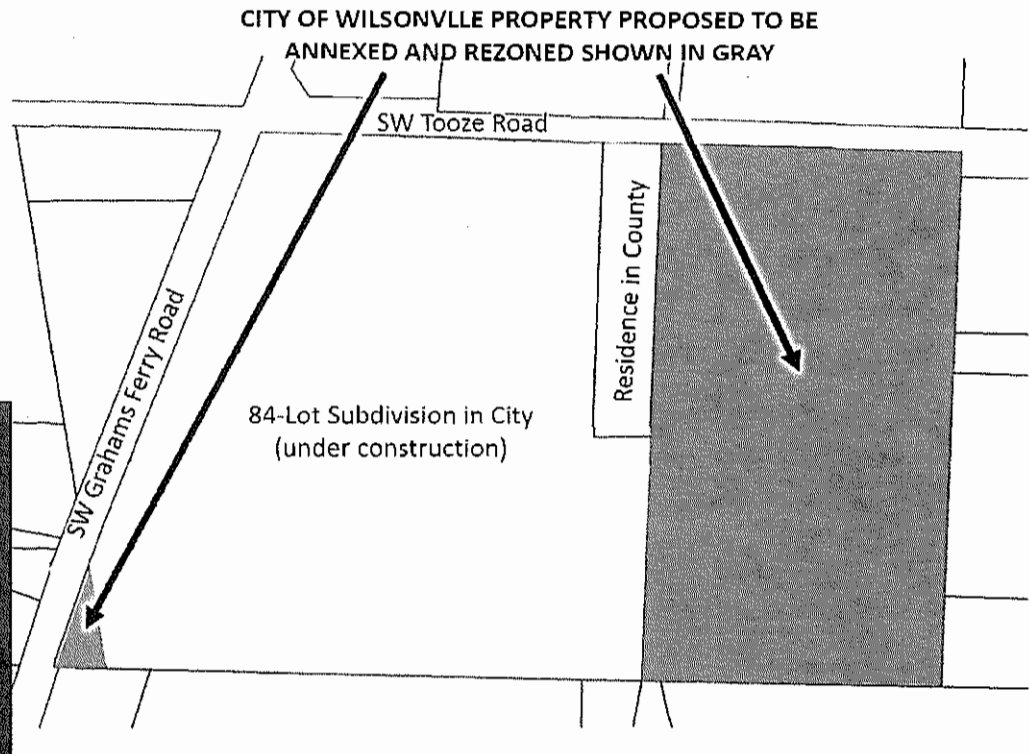 CITY OF WILSONVLLE PROPERTY PROPOSED TO BE
ANNEXED AND REZONED SHOWN IN GRAY
SW Tooze Road
Residence in County
SW Grahams Ferry Road
84-Lot Subdivision in City
(under construction)